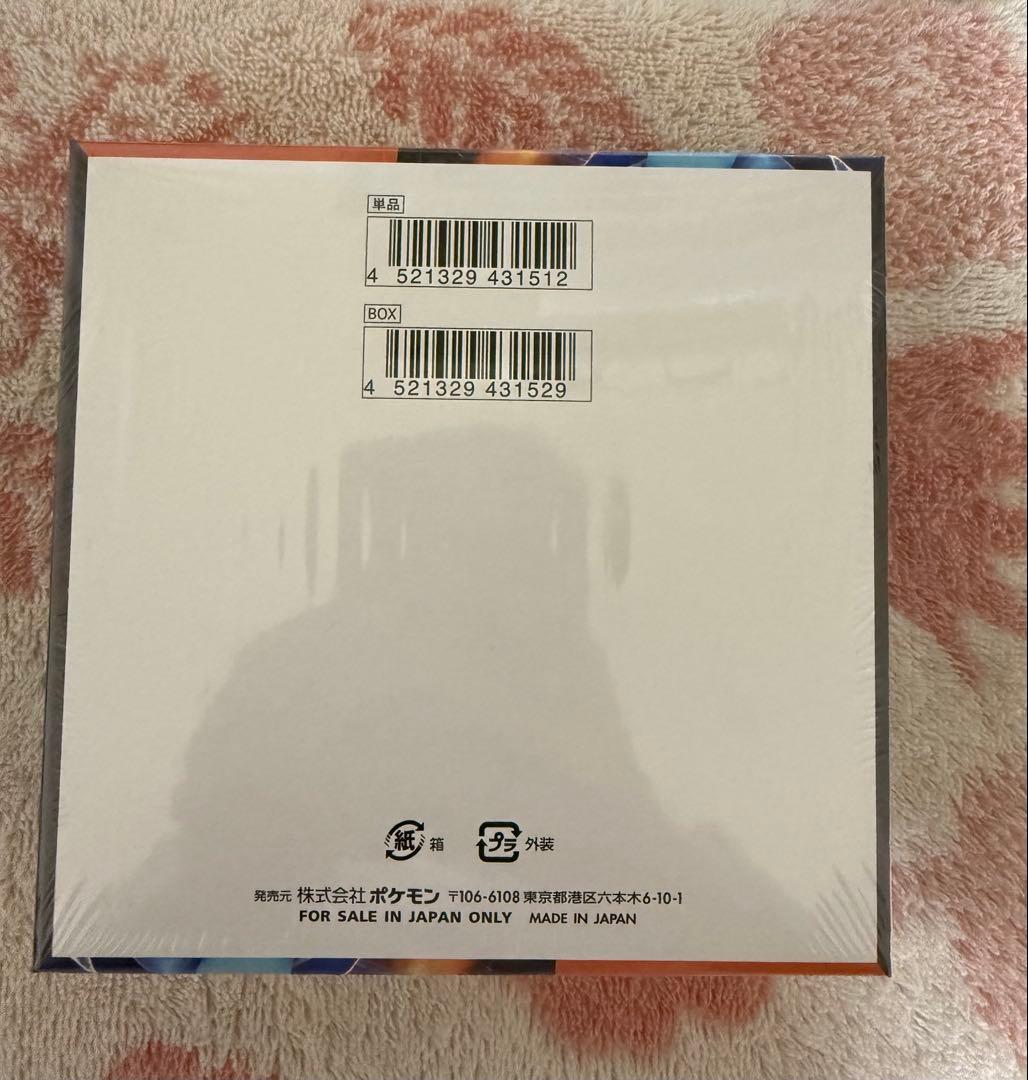 単品
4 521329 431512
BOX
4 521329 431529
紙 箱 プラ 外装
発売元 株式会社ポケモン 〒106-6108 東京都港区六本木6-10-1
FOR SALE IN JAPAN ONLY MADE IN JAPAN